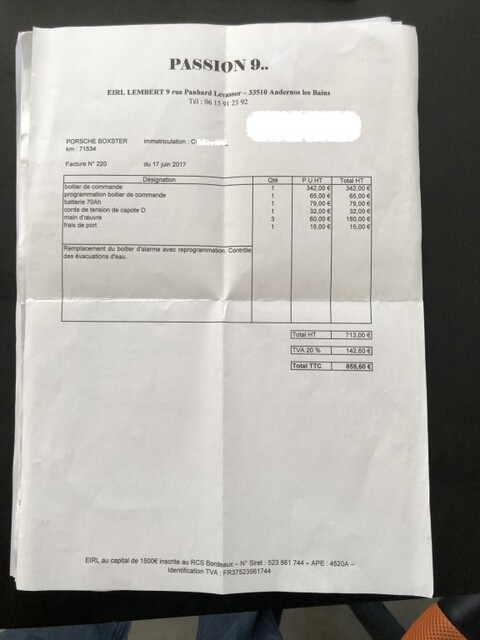 PASSION 9..
EIRL LEMBERT 9 rue Panhard Levassor – 33510 Andernos les Bains
Tél : 06 15 91 23 92
PORSCHE BOXSTER Immatriculation : C
km : 71534
Facture N° 220 du 17 juin 2017
Désignation Qté P.U HT Total HT
boitier de commande 1 342,00 € 342,00 €
programmation boitier de commande 1 65,00 € 65,00 €
batterie 70Ah 1 79,00 € 79,00 €
corde de tension de capote D 1 32,00 € 32,00 €
main d'œuvre 3 60,00 € 180,00 €
frais de port 1 15,00 € 15,00 €
Remplacement du boitier d'alarme avec reprogrammation, Contrôle
des évacuations d'eau.
Total HT 713,00 €
TVA 20 % 142,60 €
Total TTC 855,60 €
EIRL au capital de 1500€ inscrite au RCS Bordeaux – N° Siret : 523 561 744 – APE : 4520A –
Identification TVA : FR37523561744